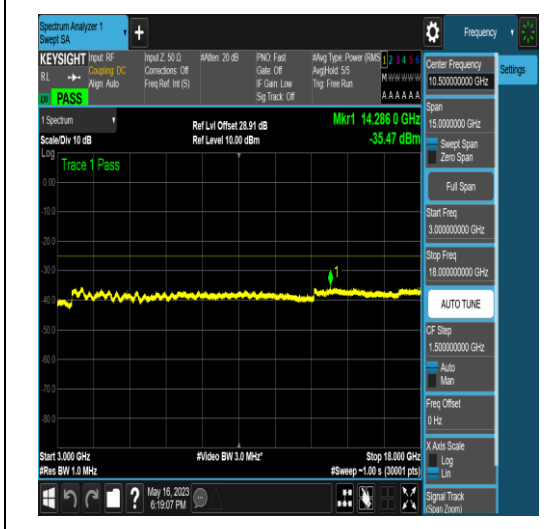 Spectrum Analyzer 1
Swept SA
+
Frequency
KEYSIGHT
Input: RF
Coupling: DC
Align: Auto
Input Z: 50 Ω
Corrections: Off
Freq Ref: Int (S)
#Atten: 20 dB
PNO: Fast
Gate: Off
IF Gain: Low
Sig Track: Off
#Avg Type: Power (RMS
Avg|Hold: 5/5
Trig: Free Run
1 2 3 4 5 6
M W W W W W
A A A A A A
R L
PASS
1 Spectrum
Scale/Div 10 dB
Ref Lvl Offset 28.91 dB
Ref Level 10.00 dBm
Mkr1 14.286 0 GHz
-35.47 dBm
Log
Trace 1 Pass
0.00
-10.0
-20.0
-30.0
-40.0
-50.0
-60.0
-70.0
-80.0
1
Start 3.000 GHz
#Res BW 1.0 MHz
#Video BW 3.0 MHz*
Stop 18.000 GHz
#Sweep ~1.00 s (30001 pts)
May 16, 2023
6:19:07 PM
Center Frequency
10.500000000 GHz
Settings
Span
15.0000000 GHz
Swept Span
Zero Span
Full Span
Start Freq
3.000000000 GHz
Stop Freq
18.000000000 GHz
AUTO TUNE
CF Step
1.500000000 GHz
Auto
Man
Freq Offset
0 Hz
X Axis Scale
Log
Lin
Signal Track
(Span Zoom)